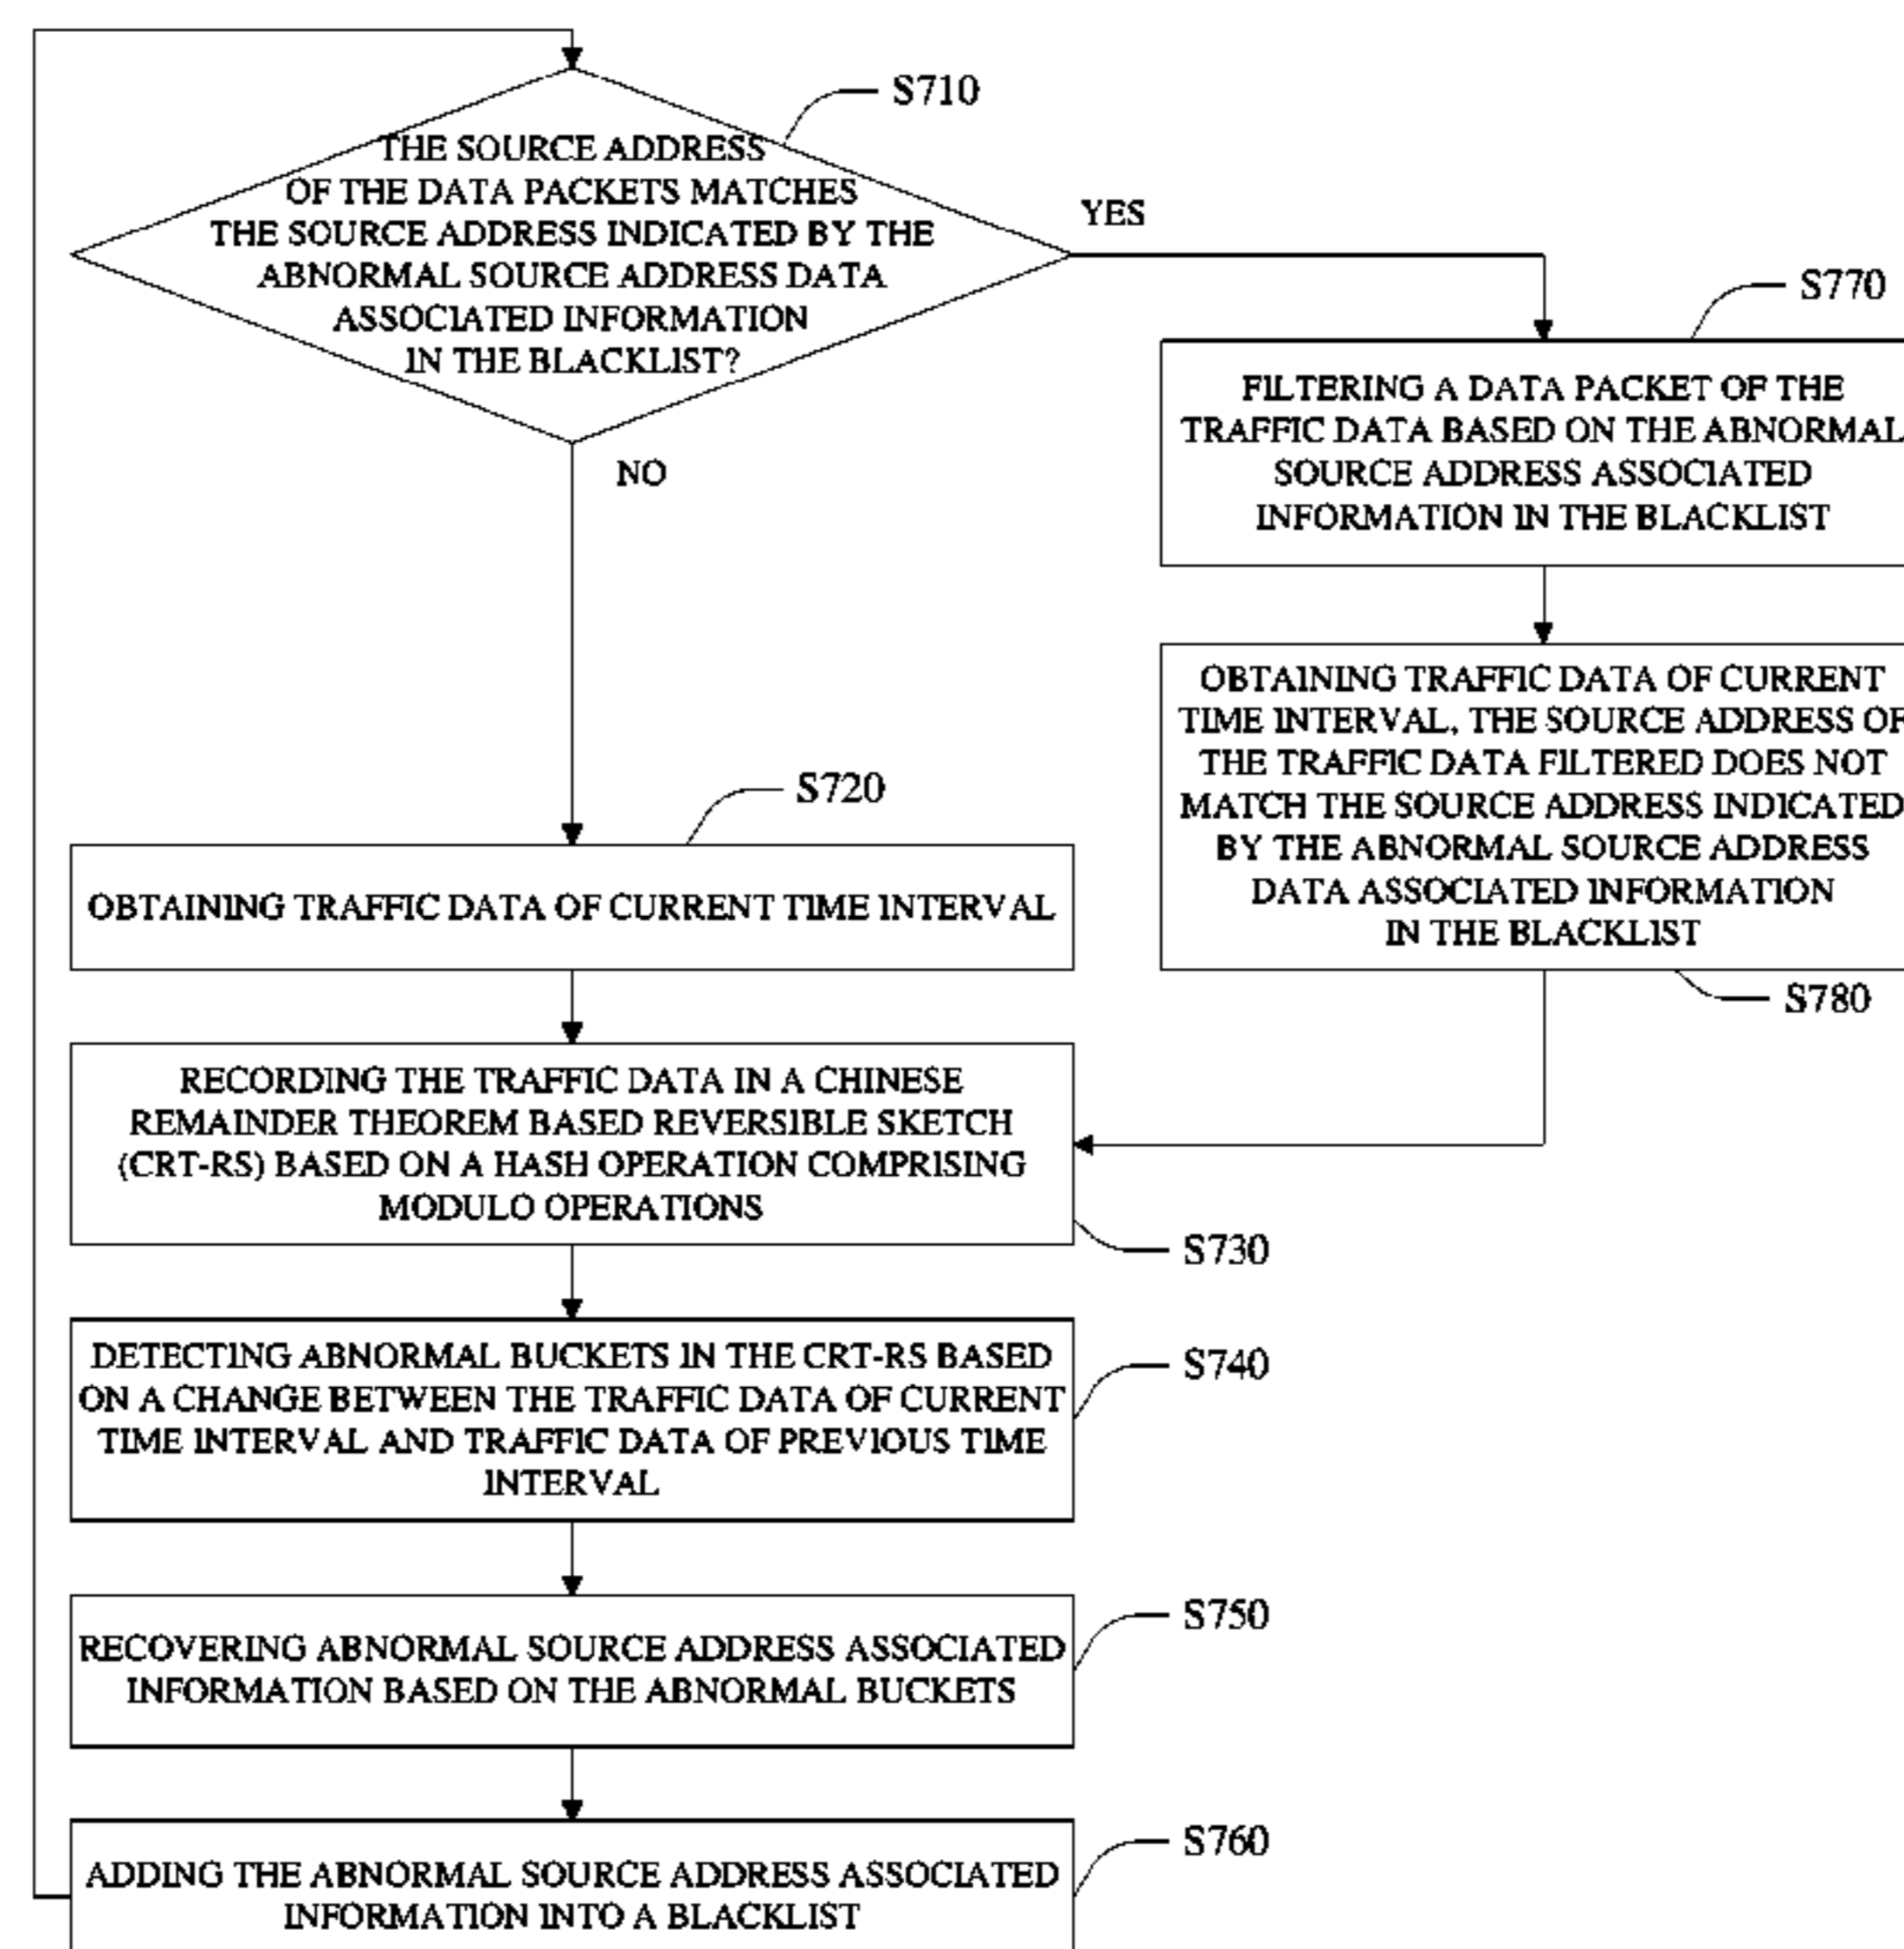 S710
THE SOURCE ADDRESS
OF THE DATA PACKETS MATCHES
THE SOURCE ADDRESS INDICATED BY THE
ABNORMAL SOURCE ADDRESS DATA
ASSOCIATED INFORMATION
IN THE BLACKLIST?
YES
NO
S770
FILTERING A DATA PACKET OF THE
TRAFFIC DATA BASED ON THE ABNORMAL
SOURCE ADDRESS ASSOCIATED
INFORMATION IN THE BLACKLIST
OBTAINING TRAFFIC DATA OF CURRENT
TIME INTERVAL, THE SOURCE ADDRESS OF
THE TRAFFIC DATA FILTERED DOES NOT
MATCH THE SOURCE ADDRESS INDICATED
BY THE ABNORMAL SOURCE ADDRESS
DATA ASSOCIATED INFORMATION
IN THE BLACKLIST
S780
S720
OBTAINING TRAFFIC DATA OF CURRENT TIME INTERVAL
RECORDING THE TRAFFIC DATA IN A CHINESE
REMAINDER THEOREM BASED REVERSIBLE SKETCH
(CRT-RS) BASED ON A HASH OPERATION COMPRISING
MODULO OPERATIONS
S730
DETECTING ABNORMAL BUCKETS IN THE CRT-RS BASED
ON A CHANGE BETWEEN THE TRAFFIC DATA OF CURRENT
TIME INTERVAL AND TRAFFIC DATA OF PREVIOUS TIME
INTERVAL
S740
RECOVERING ABNORMAL SOURCE ADDRESS ASSOCIATED
INFORMATION BASED ON THE ABNORMAL BUCKETS
S750
ADDING THE ABNORMAL SOURCE ADDRESS ASSOCIATED
INFORMATION INTO A BLACKLIST
S760